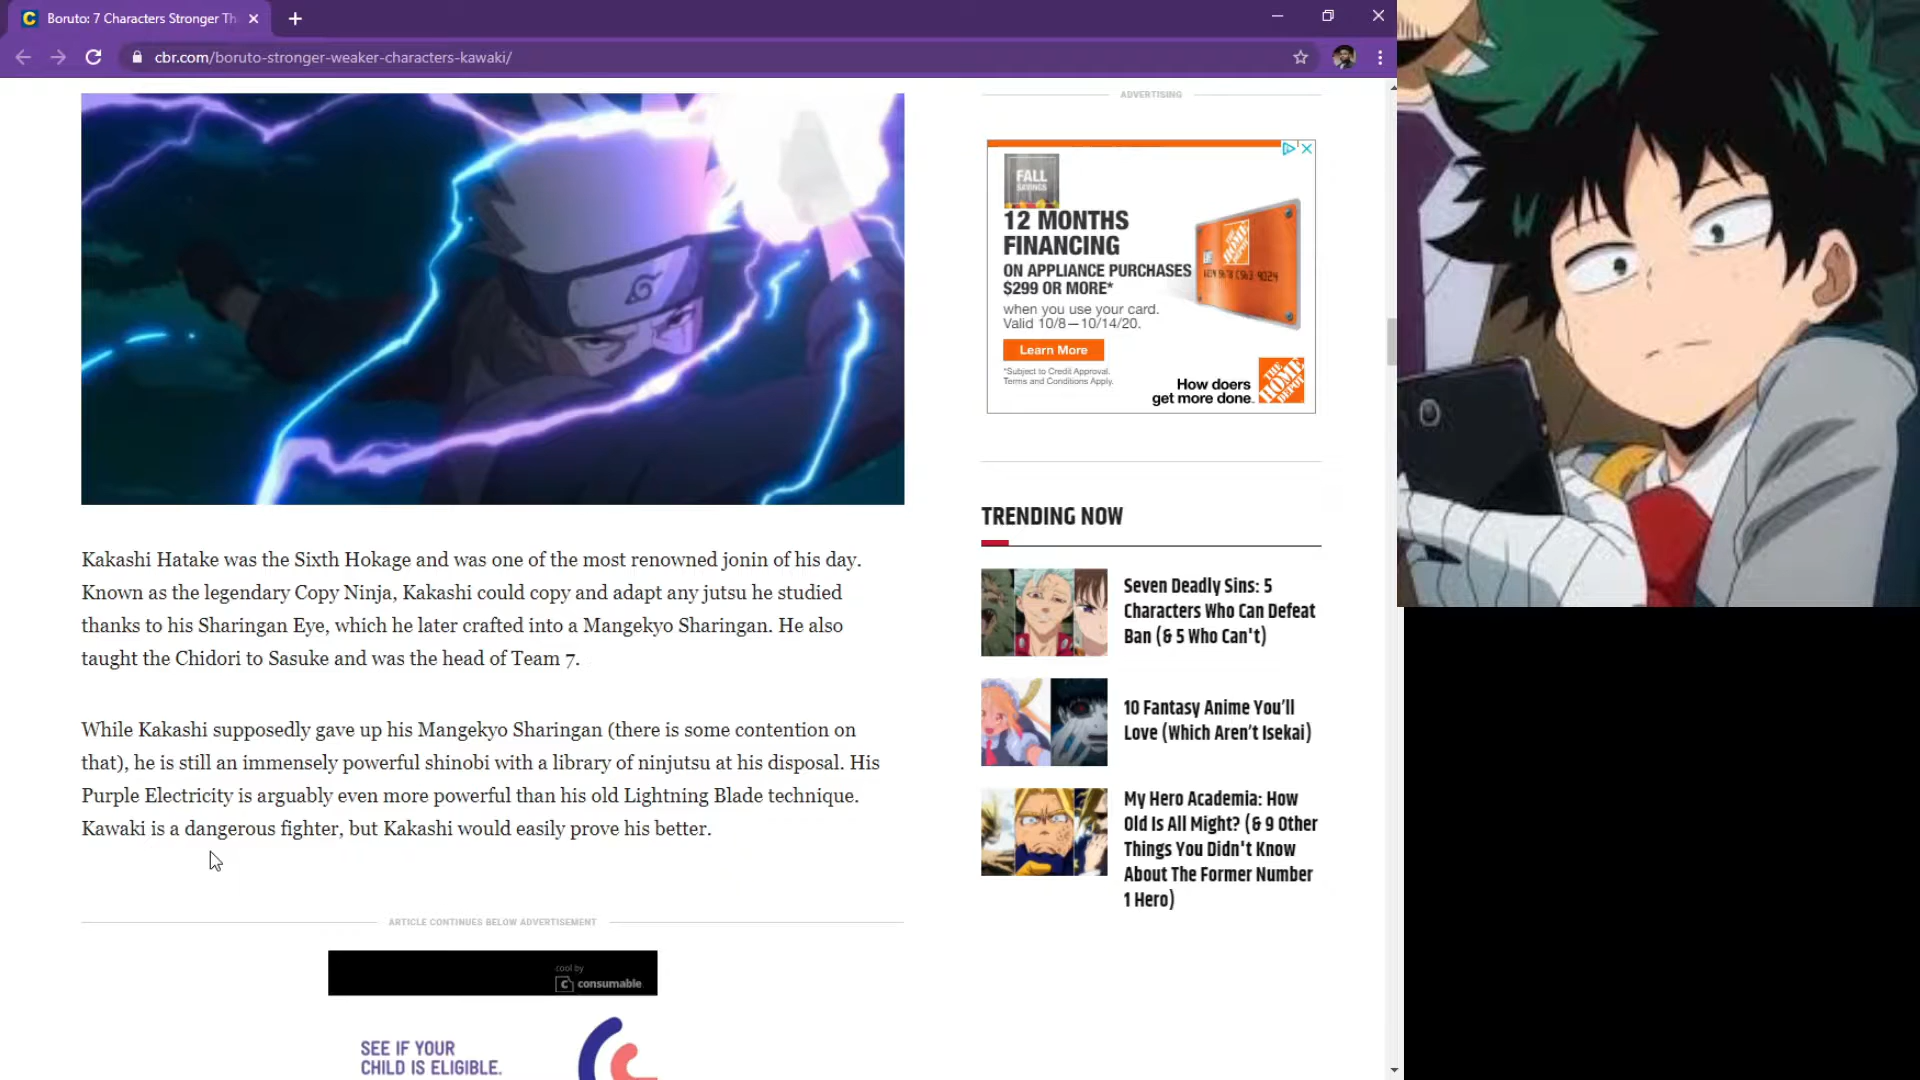 Boruto: 7 Characters Stronger Th
cbr.com/boruto-stronger-weaker-characters-kawaki/
Kakashi Hatake was the Sixth Hokage and was one of the most renowned jonin of his day.
Known as the legendary Copy Ninja, Kakashi could copy and adapt any jutsu he studied
thanks to his Sharingan Eye, which he later crafted into a Mangekyo Sharingan. He also
taught the Chidori to Sasuke and was the head of Team 7.
While Kakashi supposedly gave up his Mangekyo Sharingan (there is some contention on
that), he is still an immensely powerful shinobi with a library of ninjutsu at his disposal. His
Purple Electricity is arguably even more powerful than his old Lightning Blade technique.
Kawaki is a dangerous fighter, but Kakashi would easily prove his better.
ARTICLE CONTINUES BELOW ADVERTISEMENT
cool by
consumable
SEE IF YOUR
CHILD IS ELIGIBLE.
ADVERTISING
FALL
SAVINGS
12 MONTHS
FINANCING
ON APPLIANCE PURCHASES
$299 OR MORE*
when you use your card.
Valid 10/8—10/14/20.
Learn More
*Subject to Credit Approval.
Terms and Conditions Apply.
How doers
get more done.
THE
HOME
DEPOT
TRENDING NOW
Seven Deadly Sins: 5
Characters Who Can Defeat
Ban (& 5 Who Can't)
10 Fantasy Anime You'll
Love (Which Aren't Isekai)
My Hero Academia: How
Old Is All Might? (& 9 Other
Things You Didn't Know
About The Former Number
1 Hero)